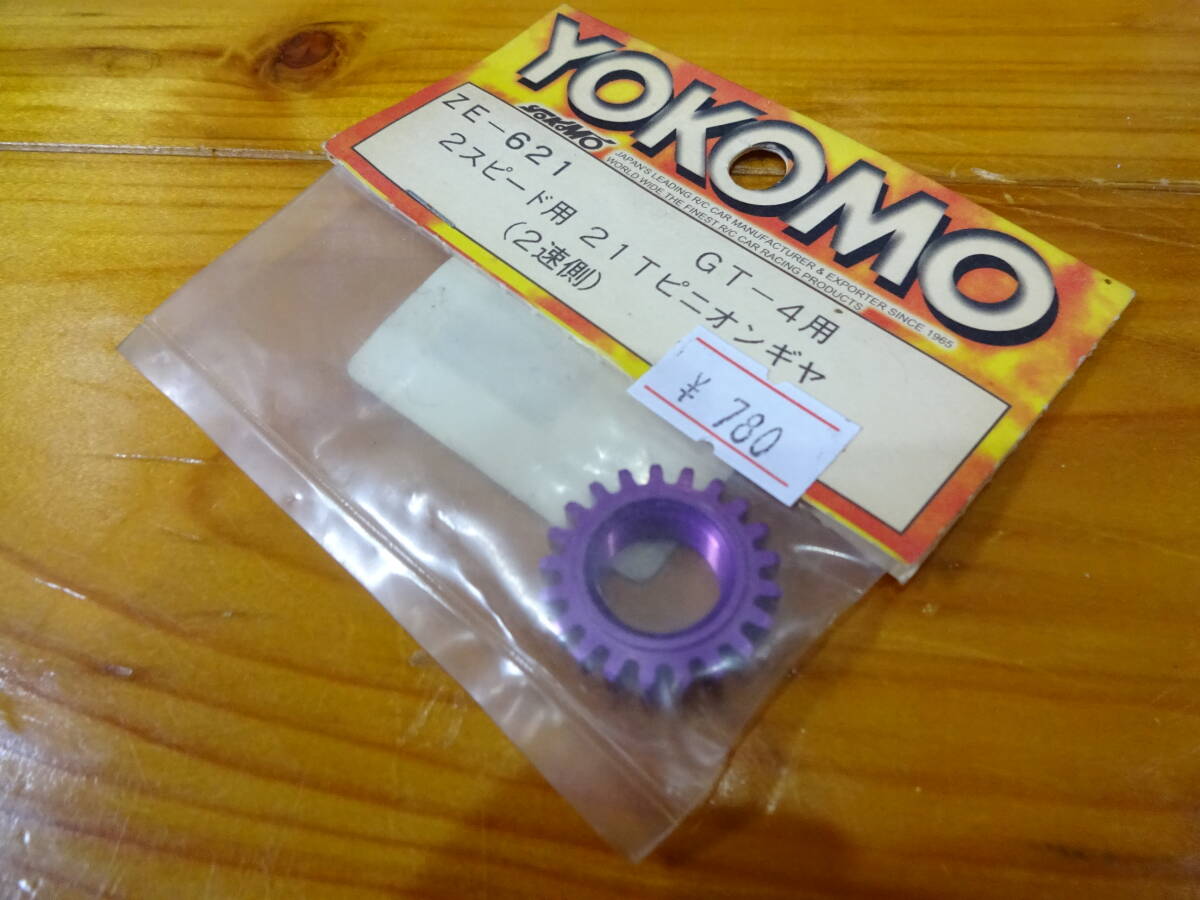 YOKOMO
YOKOMO
JAPAN'S LEADING R/C CAR MANUFACTURER & EXPORTER SINCE 1965
WORLD WIDE THE FINEST R/C CAR RACING PRODUCTS
ZE-621 GT-4用
2スピード用21Tピニオンギヤ
(2速側)
¥ 780